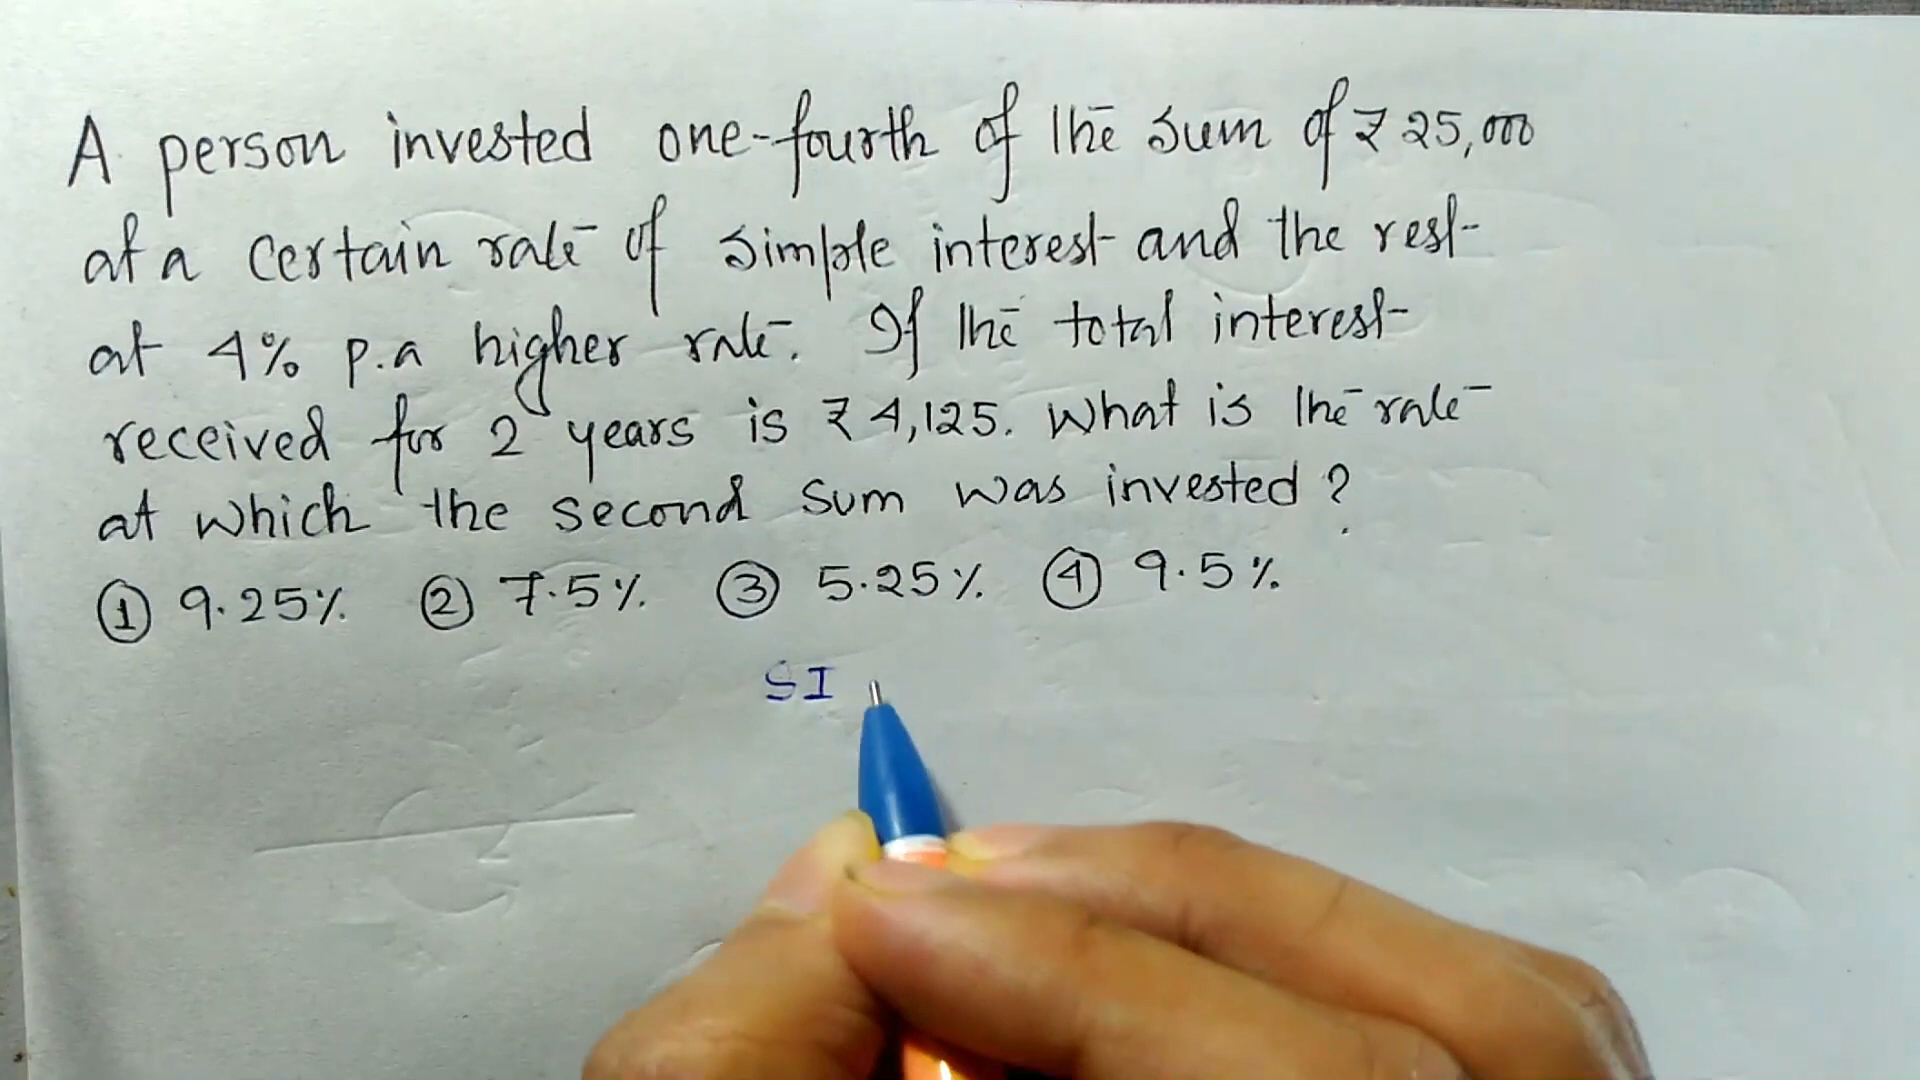 A person invested one-fourth of the sum of ₹ 25,000
at a certain rate of simple interest and the rest
at 4% p.a higher rate. If the total interest
received for 2 years is ₹ 4,125. What is the rate
at which the second sum was invested?
① 9.25% ② 7.5% ③ 5.25% ④ 9.5%
SI